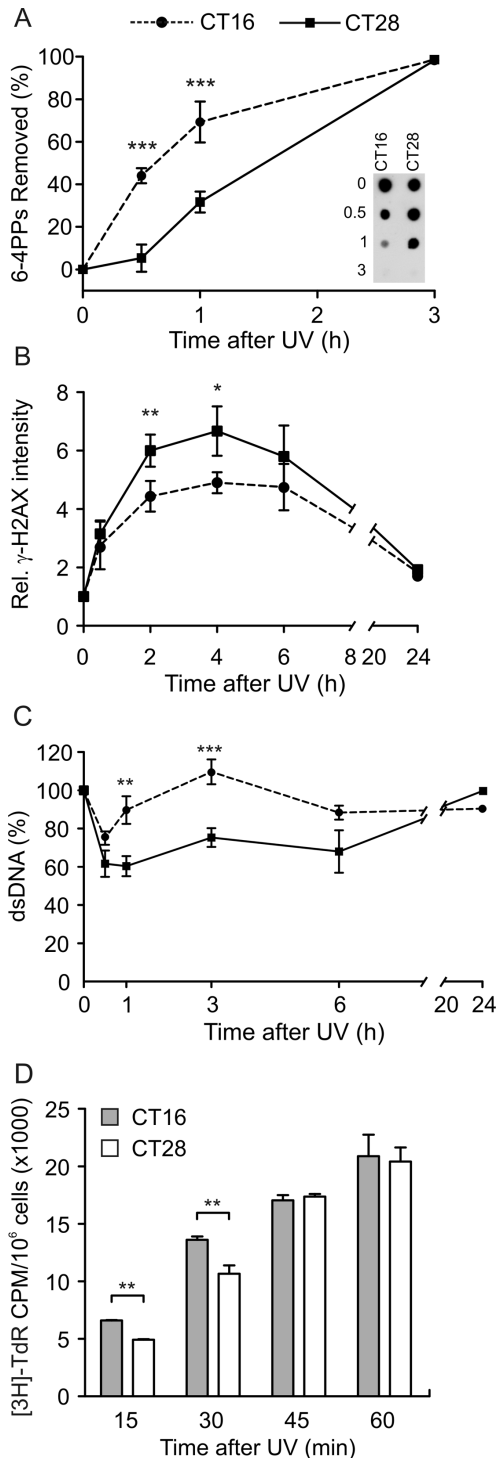 A
CT16 CT28
6-4PPs Removed (%)
100
80
60
40
20
0
***
***
CT16
CT28
0
0.5
1
3
0 1 2 3
Time after UV (h)
B
Rel. γ-H2AX intensity
8
6
4
2
0
**
*
0 2 4 6 8 20 24
Time after UV (h)
C
dsDNA (%)
120
100
80
60
40
20
0
**
***
0 1 3 6 20 24
Time after UV (h)
D
[3H]-TdR CPM/10⁶ cells (x1000)
25
20
15
10
5
0
CT16
CT28
**
**
15 30 45 60
Time after UV (min)